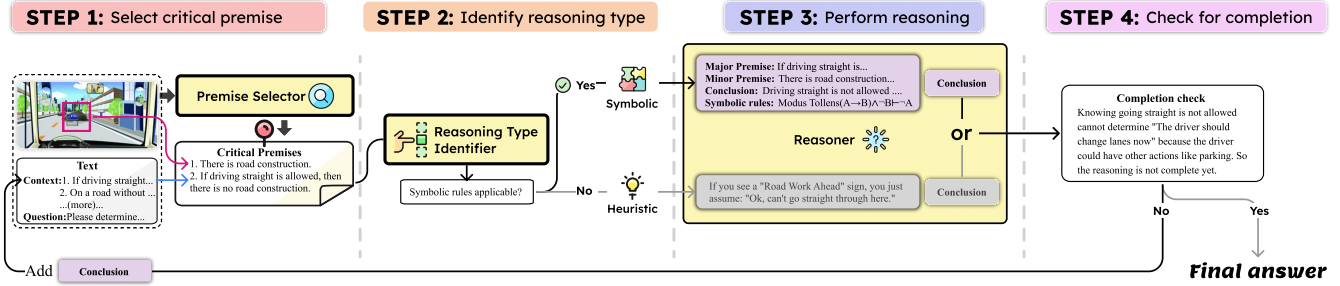 STEP 1: Select critical premise
STEP 2: Identify reasoning type
STEP 3: Perform reasoning
STEP 4: Check for completion
Premise Selector
Text
Context: 1. If driving straight...
2. On a road without ...
...(more)...
Question: Please determine...
Critical Premises
1. There is road construction.
2. If driving straight is allowed, then
there is no road construction.
Reasoning Type
Identifier
Symbolic rules applicable?
Yes
Symbolic
No
Heuristic
Major Premise: If driving straight is...
Minor Premise: There is road construction...
Conclusion: Driving straight is not allowed ....
Symbolic rules: Modus Tollens(A→B)∧¬B⊢¬A
Conclusion
Reasoner
or
If you see a "Road Work Ahead" sign, you just
assume: "Ok, can't go straight through here."
Conclusion
Completion check
Knowing going straight is not allowed
cannot determine "The driver should
change lanes now" because the driver
could have other actions like parking. So
the reasoning is not complete yet.
No
Yes
Final answer
Add
Conclusion